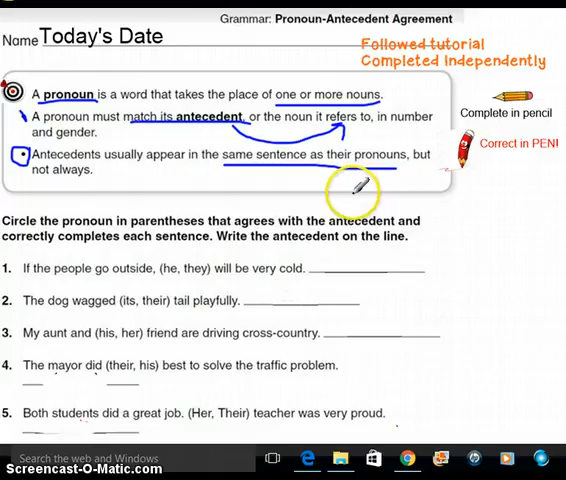 Grammar: Pronoun-Antecedent Agreement
Name Today's Date
Followed tutorial
Completed Independently
A pronoun is a word that takes the place of one or more nouns.
A pronoun must match its antecedent, or the noun it refers to, in number
and gender.
Complete in pencil
Antecedents usually appear in the same sentence as their pronouns, but
not always.
Correct in PEN!
Circle the pronoun in parentheses that agrees with the antecedent and
correctly completes each sentence. Write the antecedent on the line.
1. If the people go outside, (he, they) will be very cold.
2. The dog wagged (its, their) tail playfully.
3. My aunt and (his, her) friend are driving cross-country.
4. The mayor did (their, his) best to solve the traffic problem.
5. Both students did a great job. (Her, Their) teacher was very proud.
Search the web and Windows
Screencast-O-Matic.com